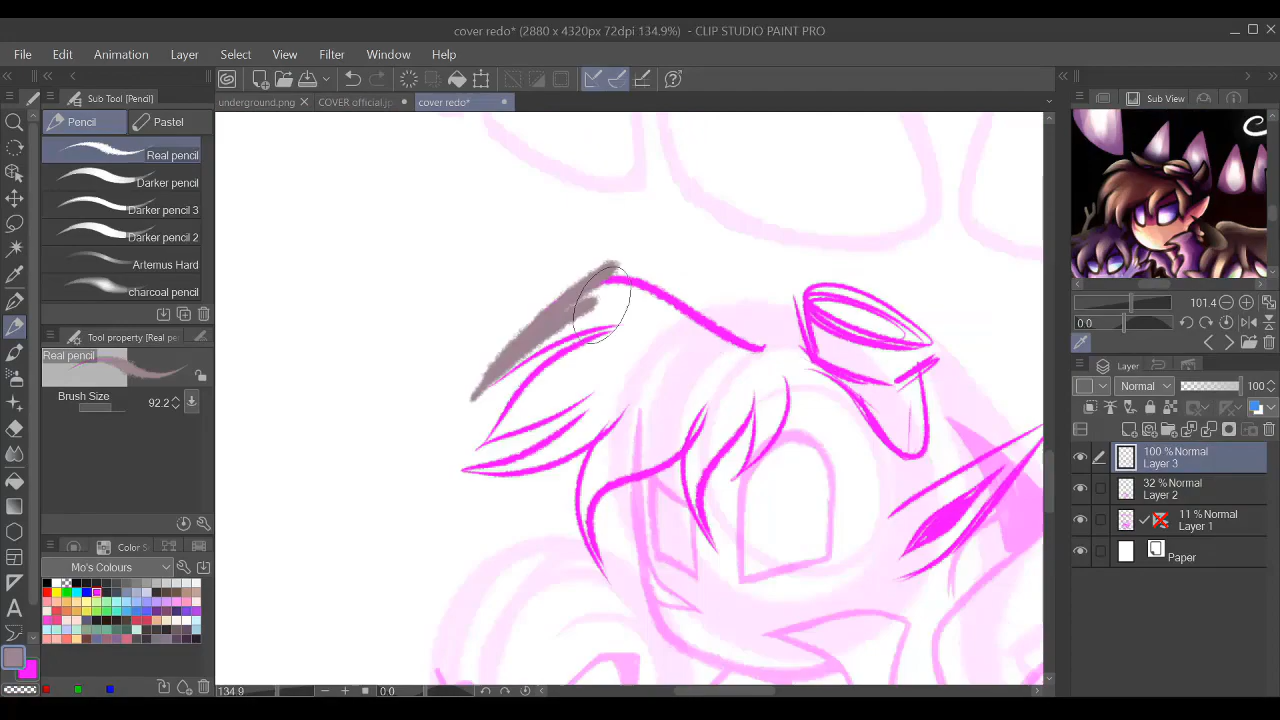 cover redo* (2880 x 4320px 72dpi 134.9%) - CLIP STUDIO PAINT PRO
File Edit Animation Layer Select View Filter Window Help
Sub Tool [Pencil]
Pencil Pastel
Real pencil
Darker pencil
Darker pencil 3
Darker pencil 2
Artemus Hard
charcoal pencil
Tool property [Real pe
Real pencil
Brush Size 92.2
Color S
Mo's Colours
underground.png COVER official.jp cover redo*
134.9 0.0
Sub View
101.4
0.0
Layer
Normal 100
100 % Normal
Layer 3
32 % Normal
Layer 2
11 % Normal
Layer 1
Paper